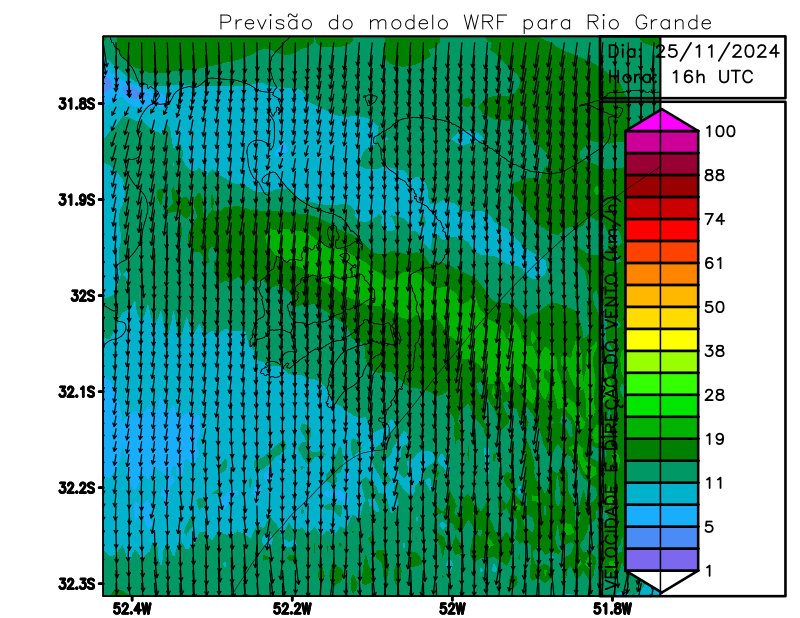 Previsão do modelo WRF para Rio Grande
Dia: 25/11/2024
Hora: 16h UTC
31.8S
31.9S
32S
32.1S
32.2S
32.3S
52.4W
52.2W
52W
51.8W
VELOCIDADE E DIREÇÃO DO VENTO (km/h)
100
88
74
61
50
38
28
19
11
5
1